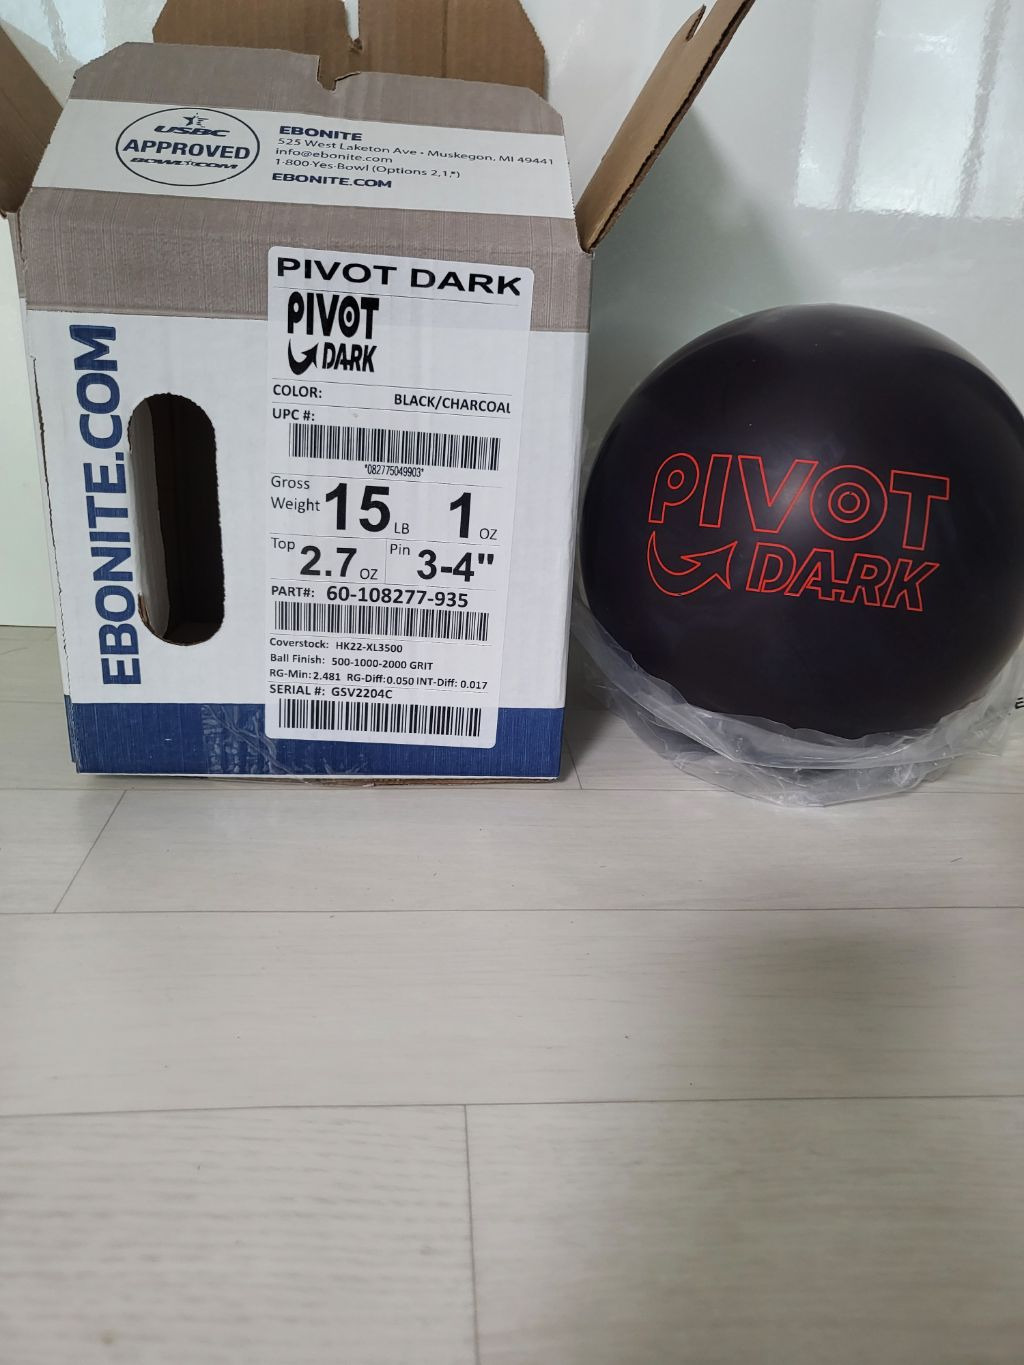 USBC
APPROVED
BOWL.COM
EBONITE
525 West Laketon Ave • Muskegon, MI 49441
info@ebonite.com
1-800-Yes-Bowl (Options 2,1,*)
EBONITE.COM
EBONITE.COM
PIVOT DARK
PIVOT
DARK
COLOR: BLACK/CHARCOAL
UPC #:
*082775049903*
Gross Weight 15 LB 1 OZ
Top 2.7 OZ Pin 3-4"
PART#: 60-108277-935
Coverstock: HK22-XL3500
Ball Finish: 500-1000-2000 GRIT
RG-Min: 2.481 RG-Diff: 0.050 INT-Diff: 0.017
SERIAL #: GSV2204C
PIVOT
DARK